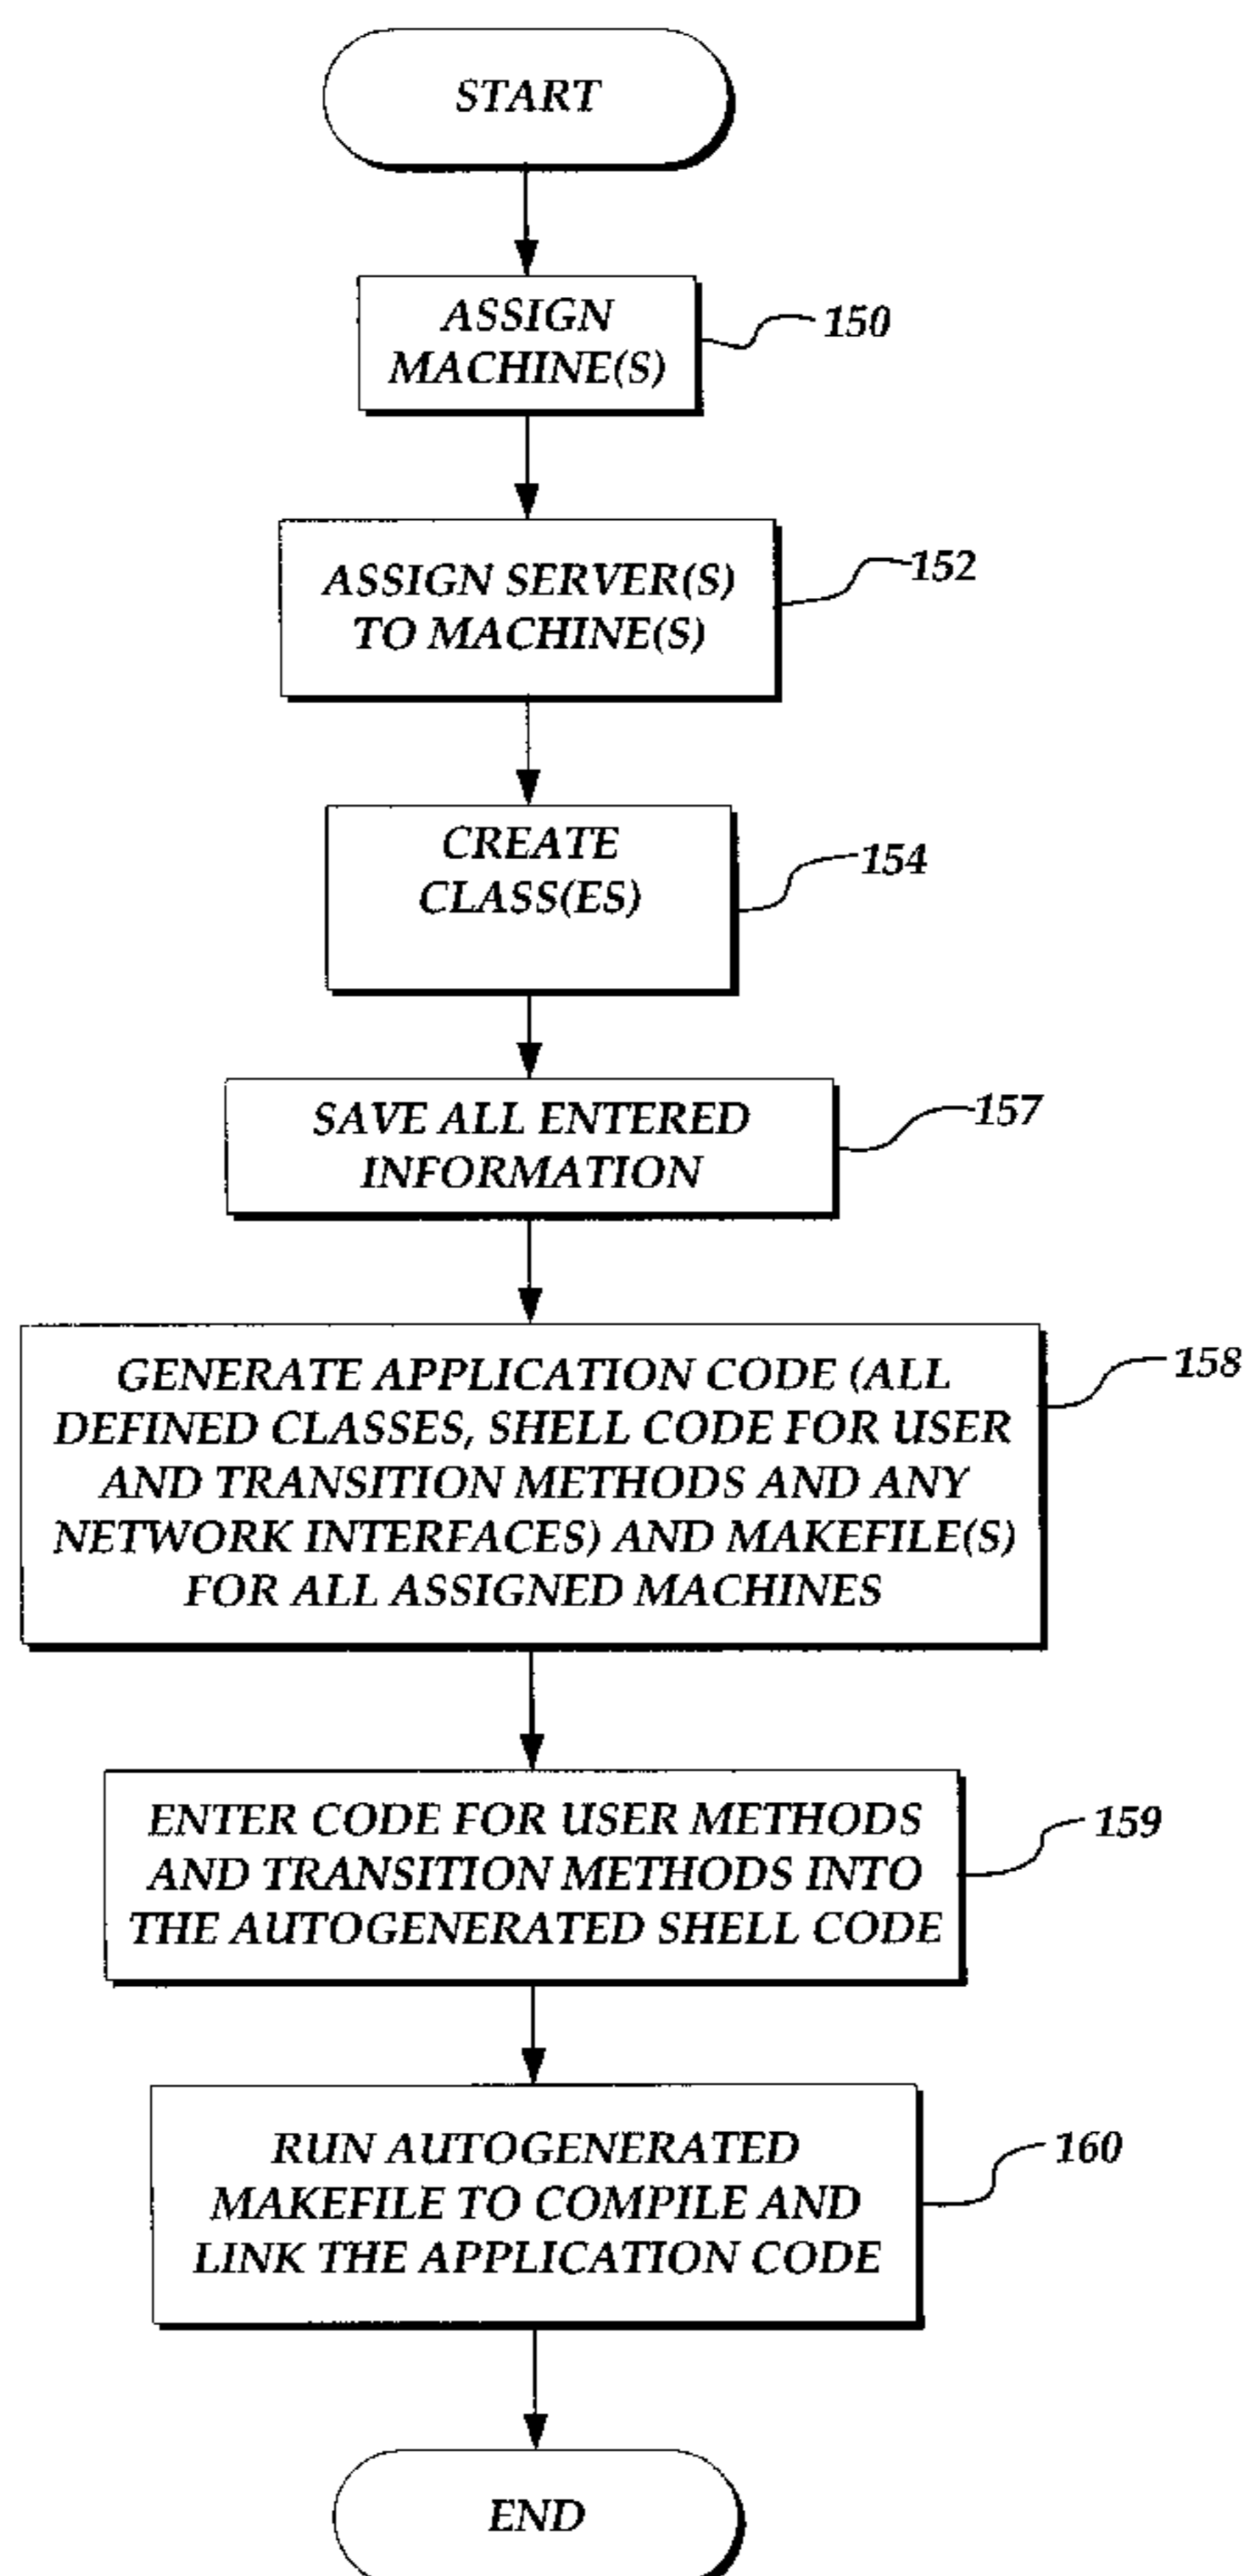 START
ASSIGN
MACHINE(S)
150
ASSIGN SERVER(S)
TO MACHINE(S)
152
CREATE
CLASS(ES)
154
SAVE ALL ENTERED
INFORMATION
157
GENERATE APPLICATION CODE (ALL
DEFINED CLASSES, SHELL CODE FOR USER
AND TRANSITION METHODS AND ANY
NETWORK INTERFACES) AND MAKEFILE(S)
FOR ALL ASSIGNED MACHINES
158
ENTER CODE FOR USER METHODS
AND TRANSITION METHODS INTO
THE AUTOGENERATED SHELL CODE
159
RUN AUTOGENERATED
MAKEFILE TO COMPILE AND
LINK THE APPLICATION CODE
160
END